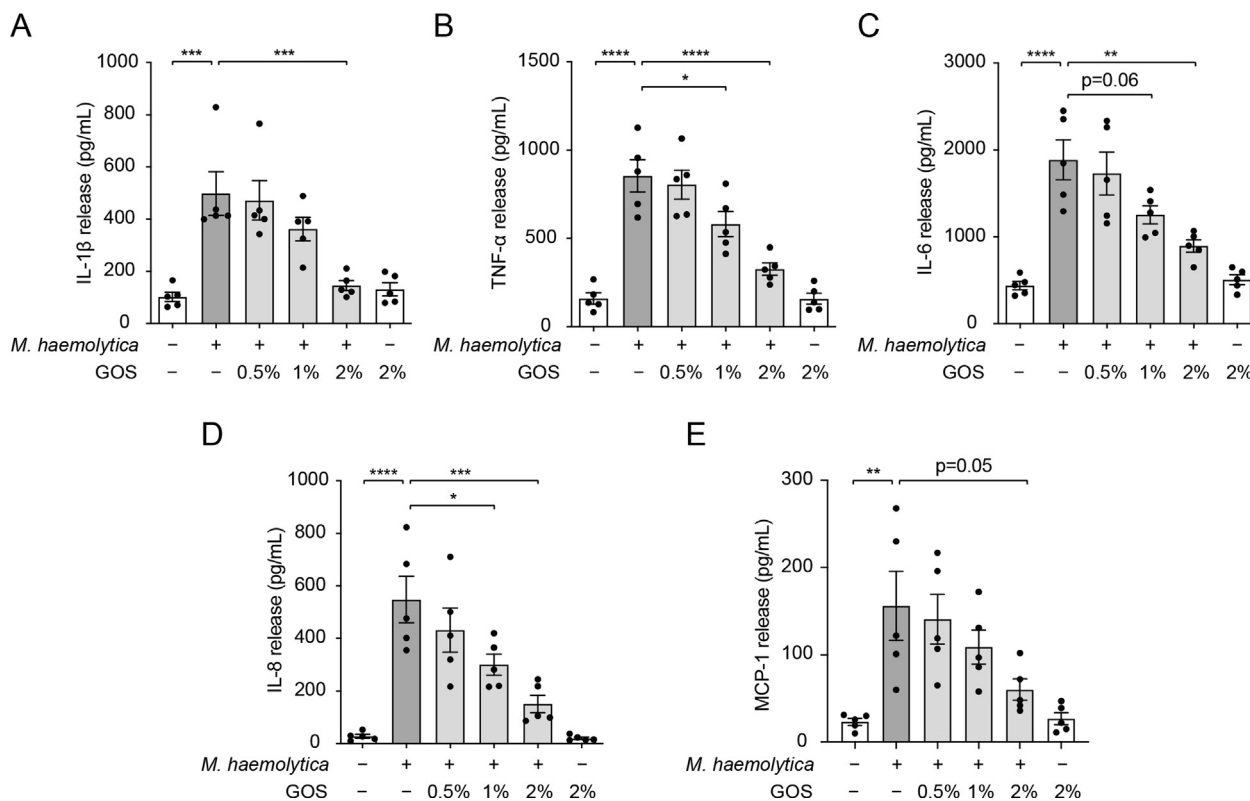 A
B
C
*** ***
1000
800
600
400
200
0
IL-1β release (pg/mL)
M. haemolytica – + + + + –
GOS – – 0.5% 1% 2% 2%
**** ****
*
1500
1000
500
0
TNF-α release (pg/mL)
M. haemolytica – + + + + –
GOS – – 0.5% 1% 2% 2%
**** **
p=0.06
3000
2000
1000
0
IL-6 release (pg/mL)
M. haemolytica – + + + + –
GOS – – 0.5% 1% 2% 2%
D
E
**** ***
*
1000
800
600
400
200
0
IL-8 release (pg/mL)
M. haemolytica – + + + + –
GOS – – 0.5% 1% 2% 2%
** p=0.05
300
200
100
0
MCP-1 release (pg/mL)
M. haemolytica – + + + + –
GOS – – 0.5% 1% 2% 2%